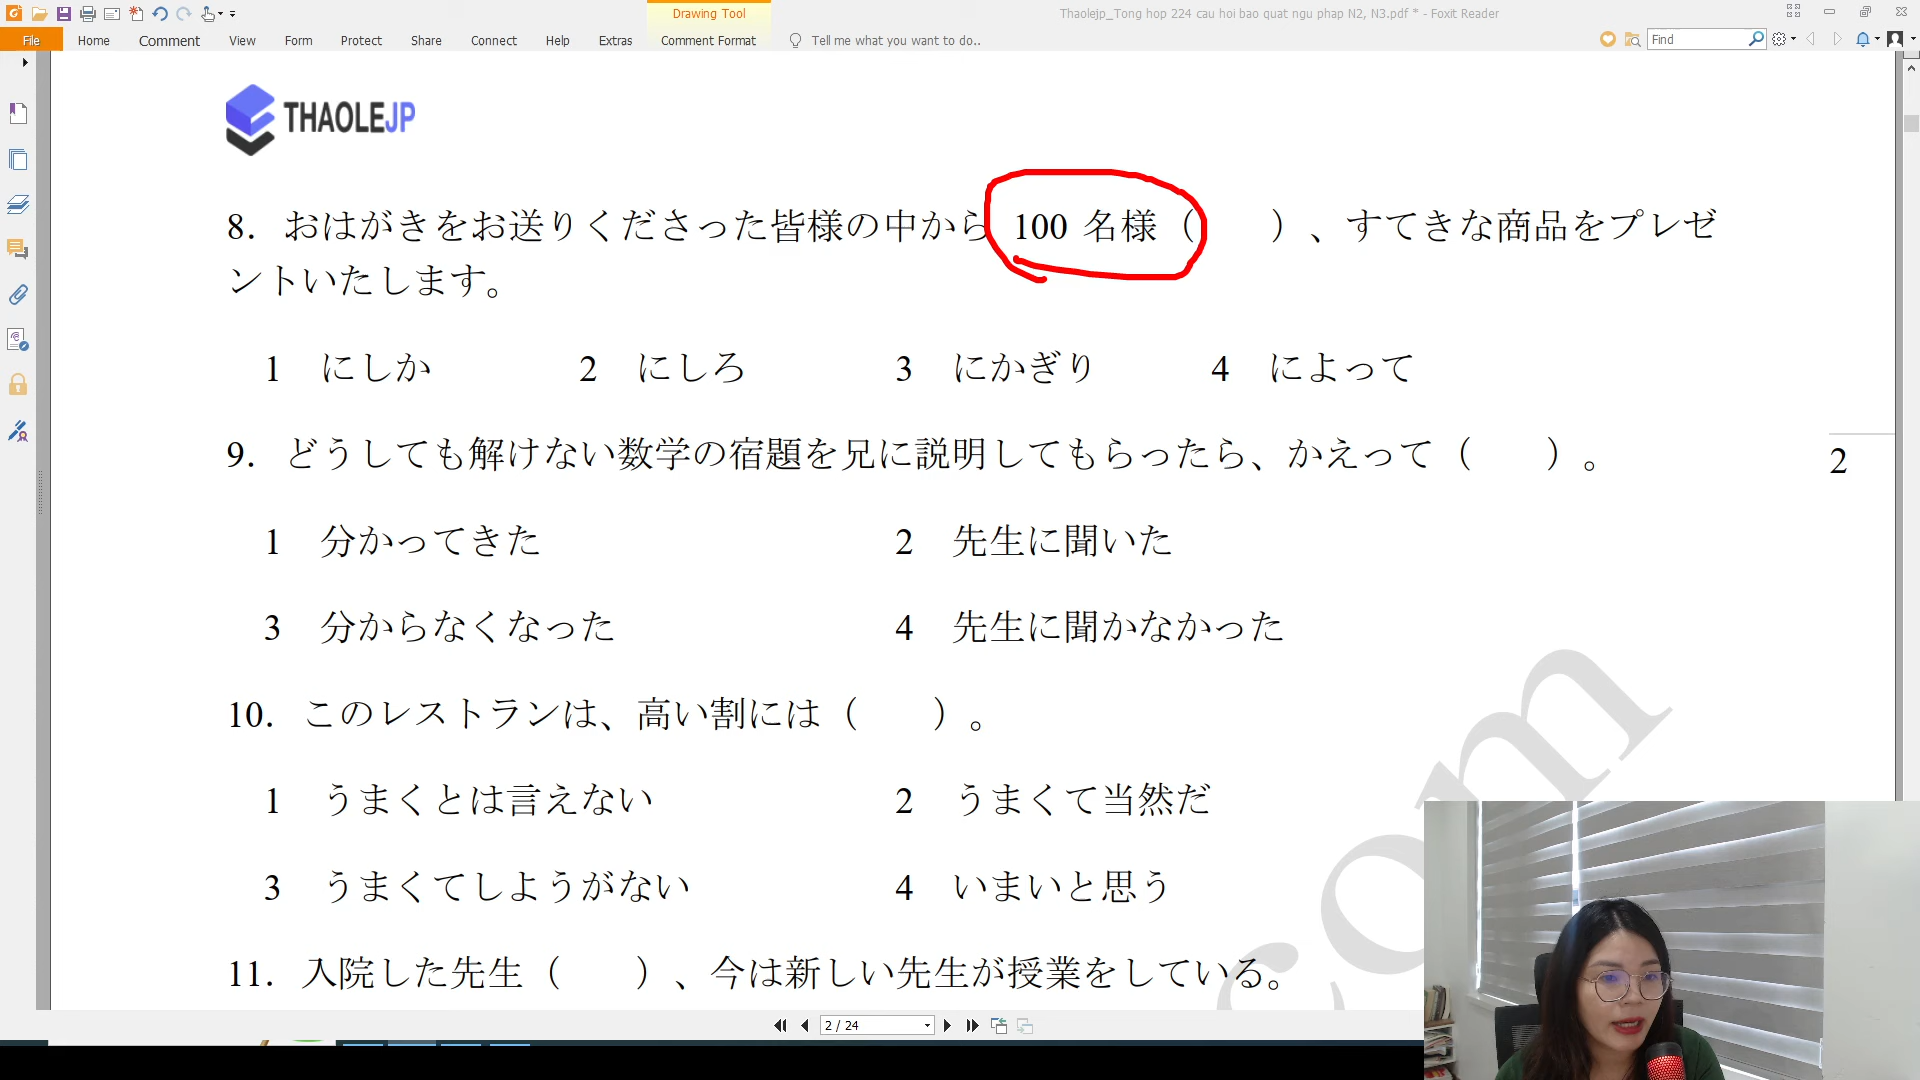 Drawing Tool
Thaolejp_Tong hop 224 cau hoi bao quat ngu phap N2, N3.pdf * - Foxit Reader
File Home Comment View Form Protect Share Connect Help Extras Comment Format Tell me what you want to do.. Find
THAOLEJP
8. おはがきをお送りくださった皆様の中から 100 名様（　　）、すてきな商品をプレゼ
ントいたします。
1 にしか 2 にしろ 3 にかぎり 4 によって
9. どうしても解けない数学の宿題を兄に説明してもらったら、かえって（　　）。
2
1 分かってきた 2 先生に聞いた
3 分からなくなった 4 先生に聞かなかった
10. このレストランは、高い割には（　　）。
1 うまくとは言えない 2 うまくて当然だ
3 うまくてしようがない 4 いまいと思う
11. 入院した先生（　　）、今は新しい先生が授業をしている。
com
2 / 24